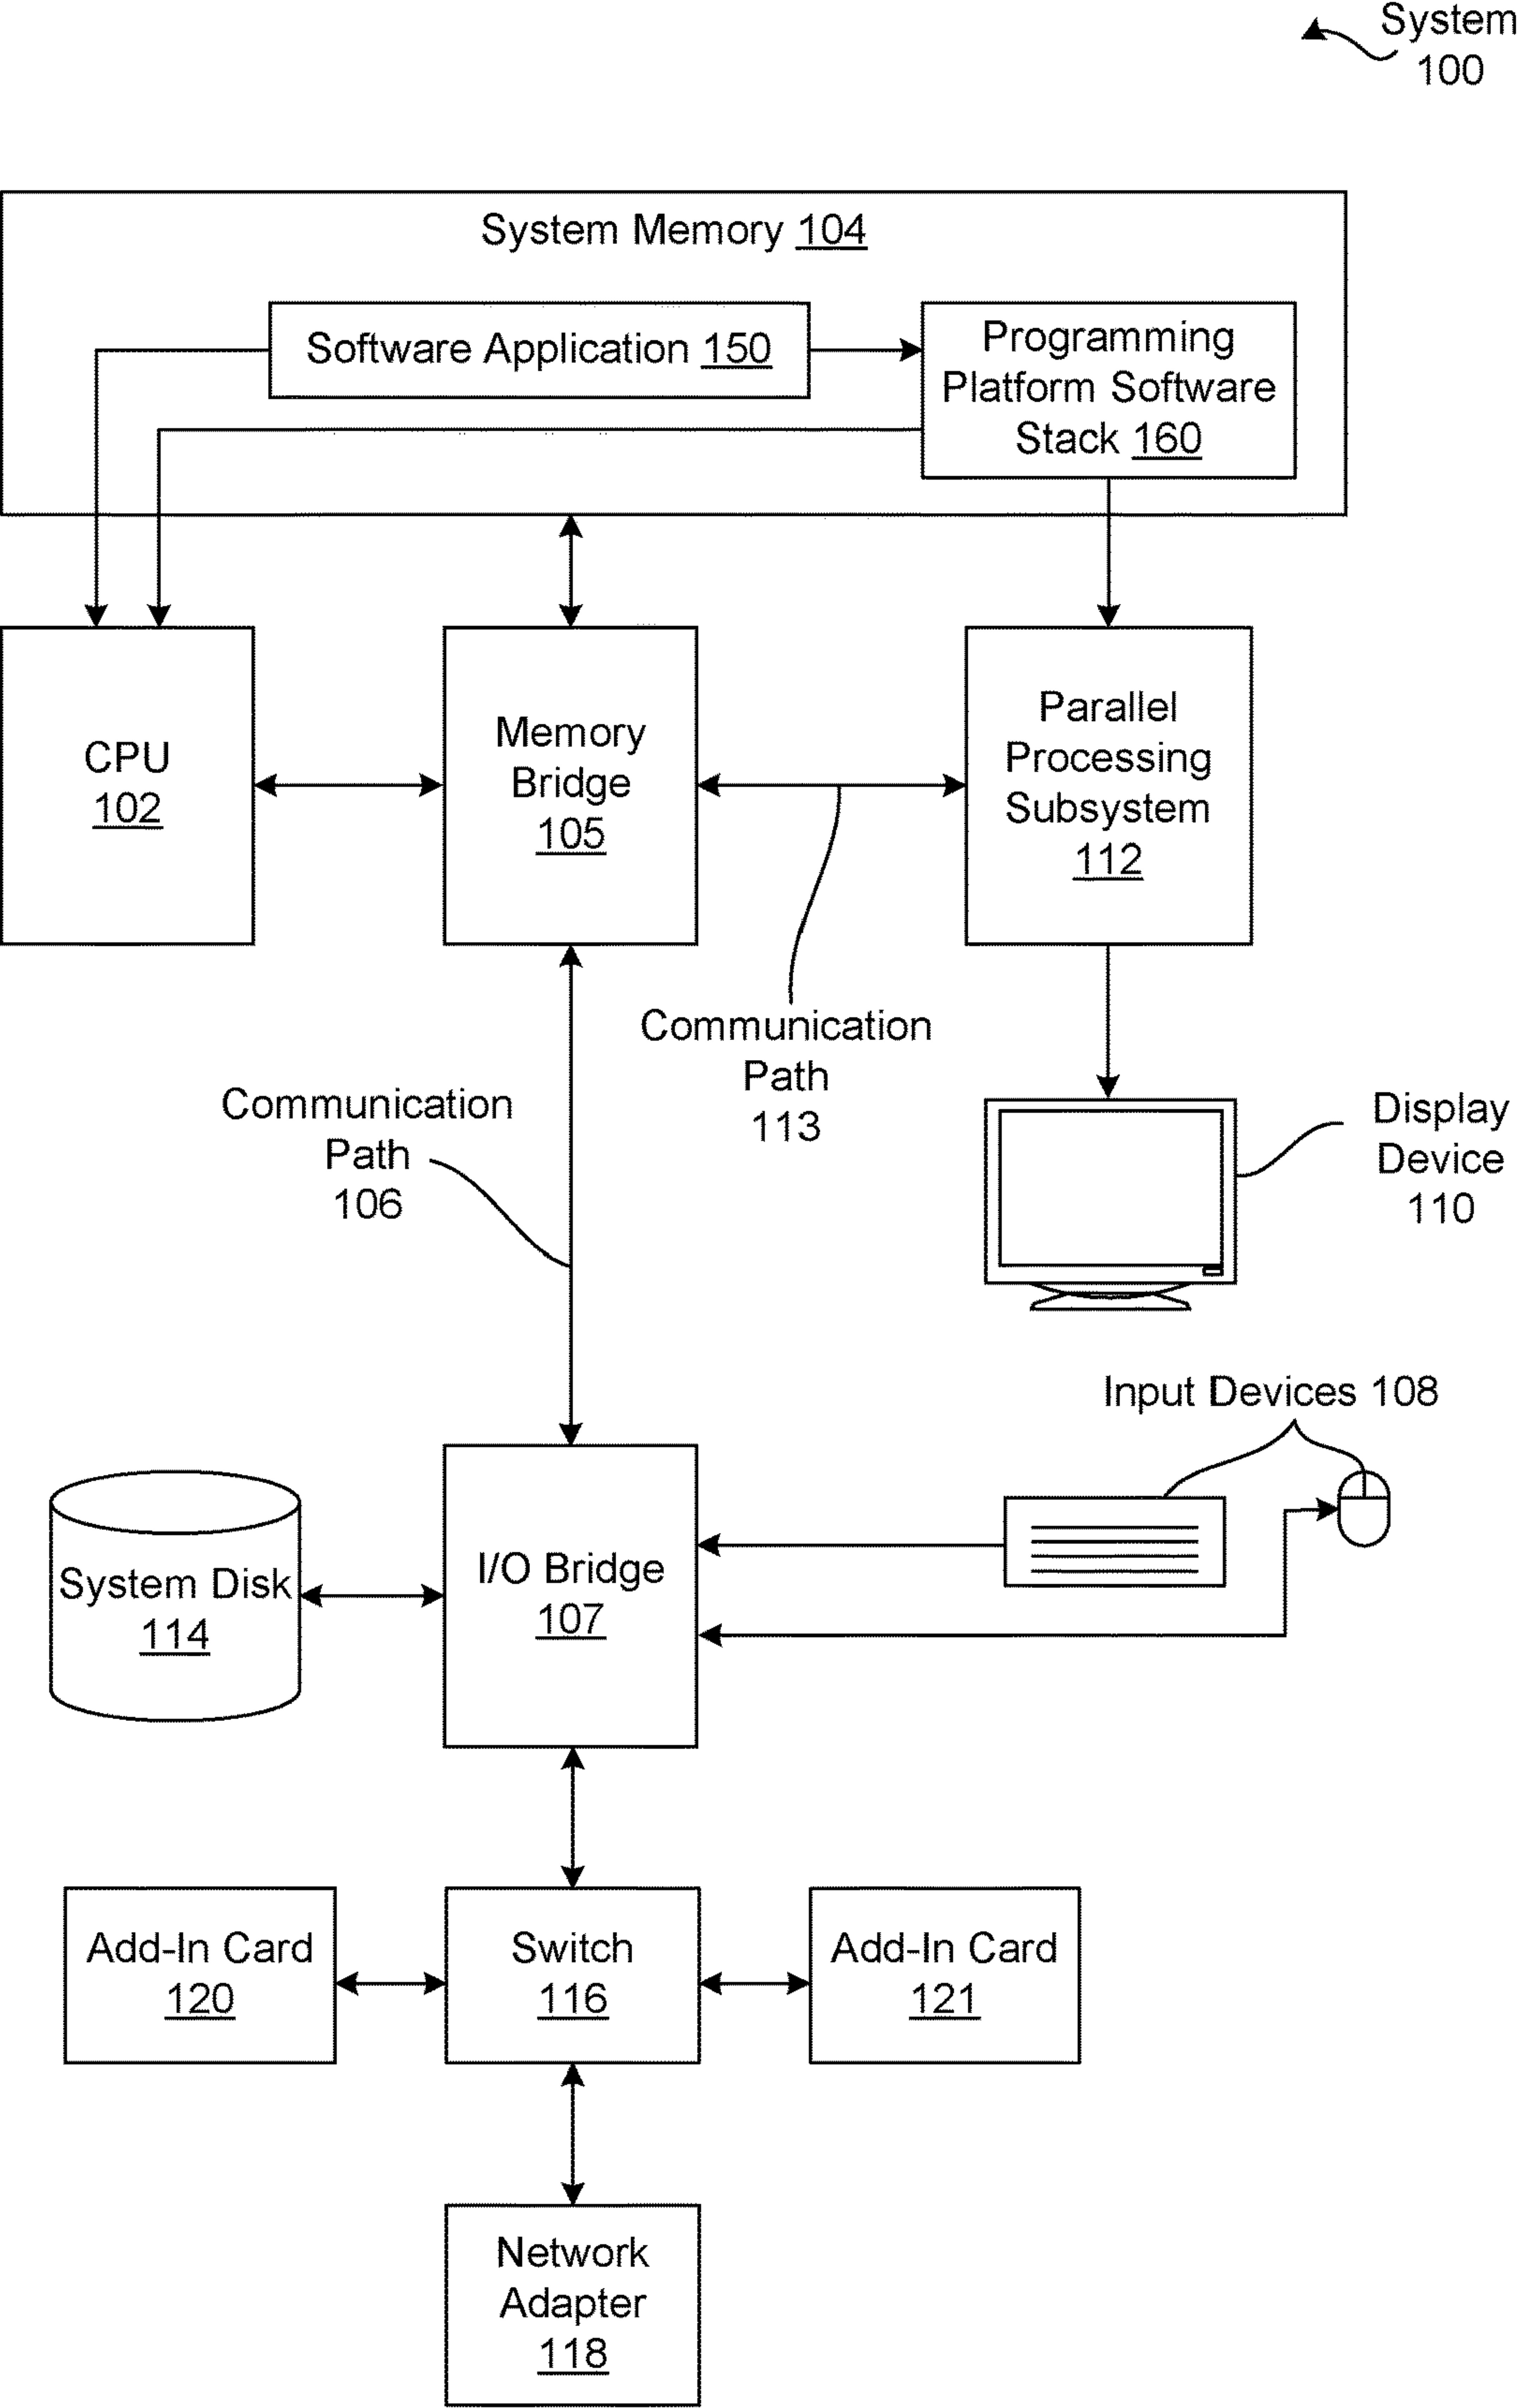 System
100
System Memory 104
Software Application 150
Programming
Platform Software
Stack 160
CPU
102
Memory
Bridge
105
Parallel
Processing
Subsystem
112
Communication
Path
113
Communication
Path
106
Display
Device
110
Input Devices 108
System Disk
114
I/O Bridge
107
Add-In Card
120
Switch
116
Add-In Card
121
Network
Adapter
118